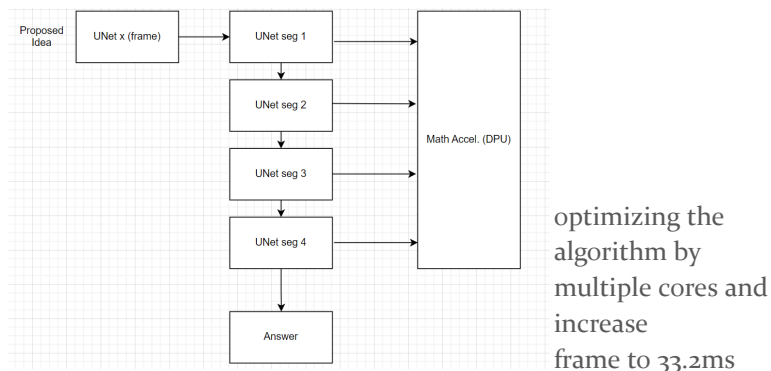 Proposed
Idea
UNet x (frame)
UNet seg 1
UNet seg 2
UNet seg 3
UNet seg 4
Math Accel. (DPU)
Answer
optimizing the
algorithm by
multiple cores and
increase
frame to 33.2ms